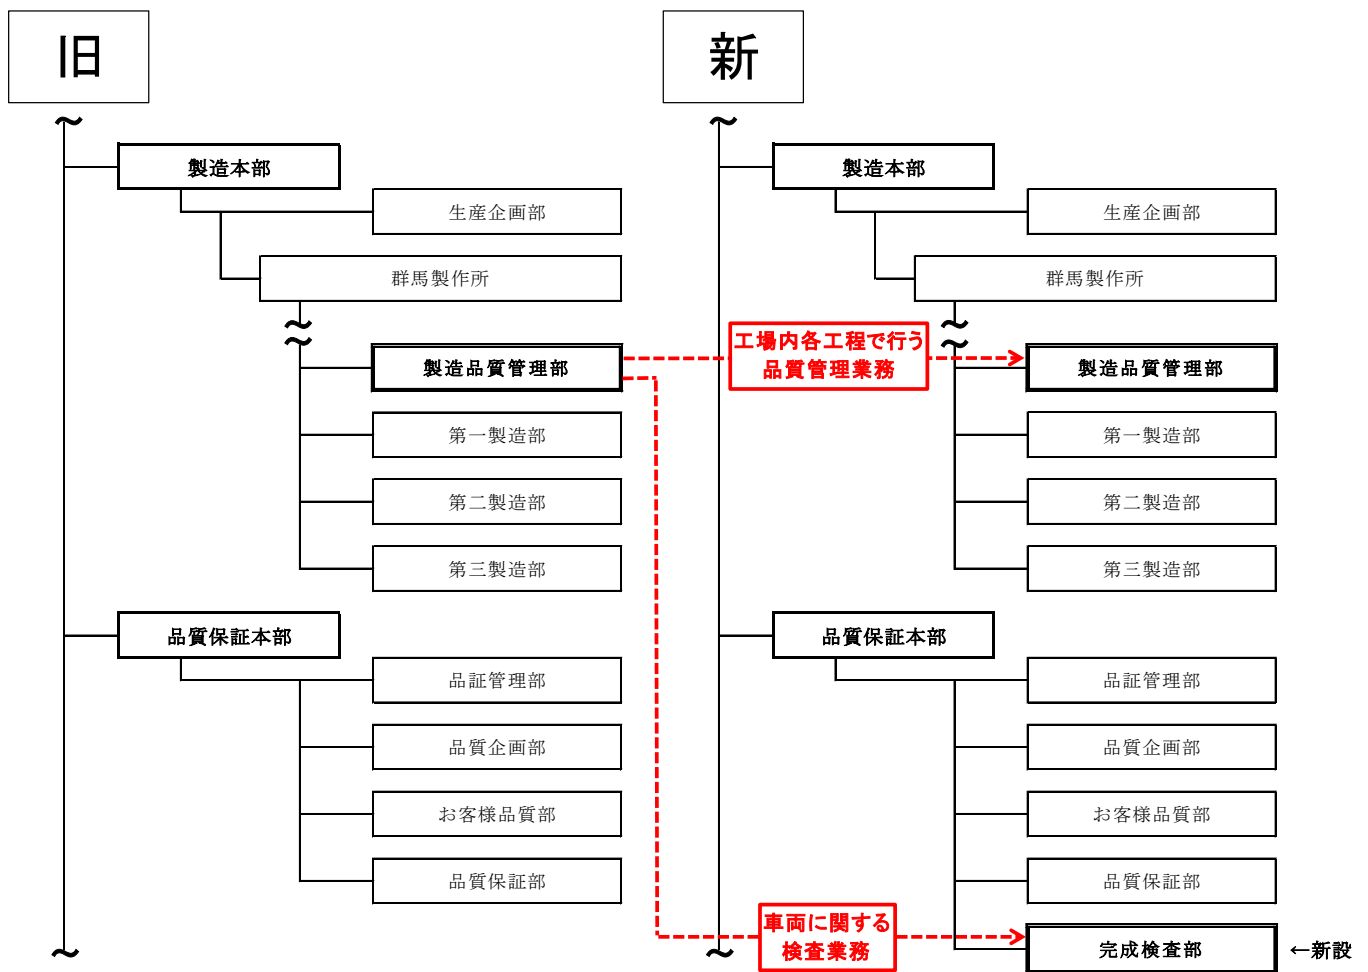 旧
製造本部
生産企画部
群馬製作所
製造品質管理部
第一製造部
第二製造部
第三製造部
品質保証本部
品証管理部
品質企画部
お客様品質部
品質保証部
工場内各工程で行う
品質管理業務
車両に関する
検査業務
新
製造本部
生産企画部
群馬製作所
製造品質管理部
第一製造部
第二製造部
第三製造部
品質保証本部
品証管理部
品質企画部
お客様品質部
品質保証部
完成検査部
←新設